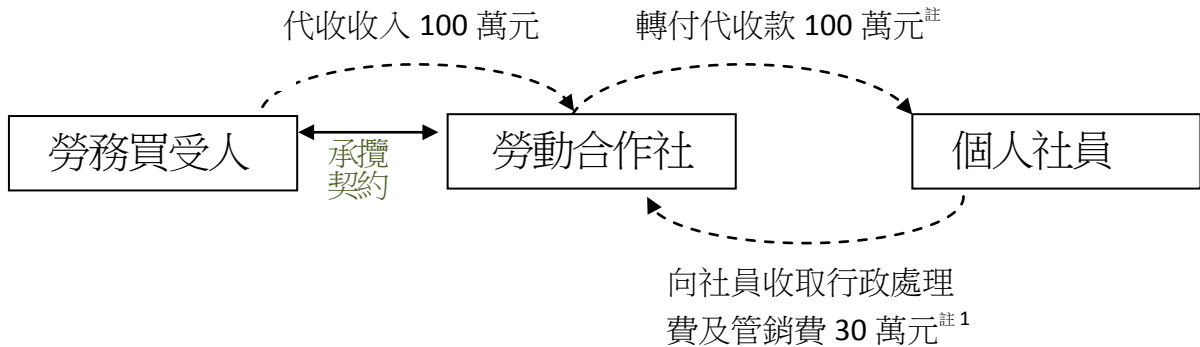 代收收入 100 萬元
轉付代收款 100 萬元註
勞務買受人
承攬
契約
勞動合作社
個人社員
向社員收取行政處理
費及管銷費 30 萬元註 1